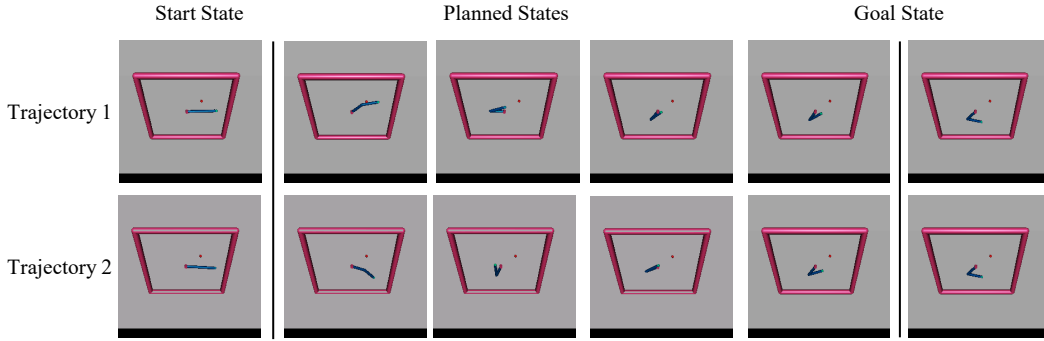 Start State
Planned States
Goal State
Trajectory 1
Trajectory 2